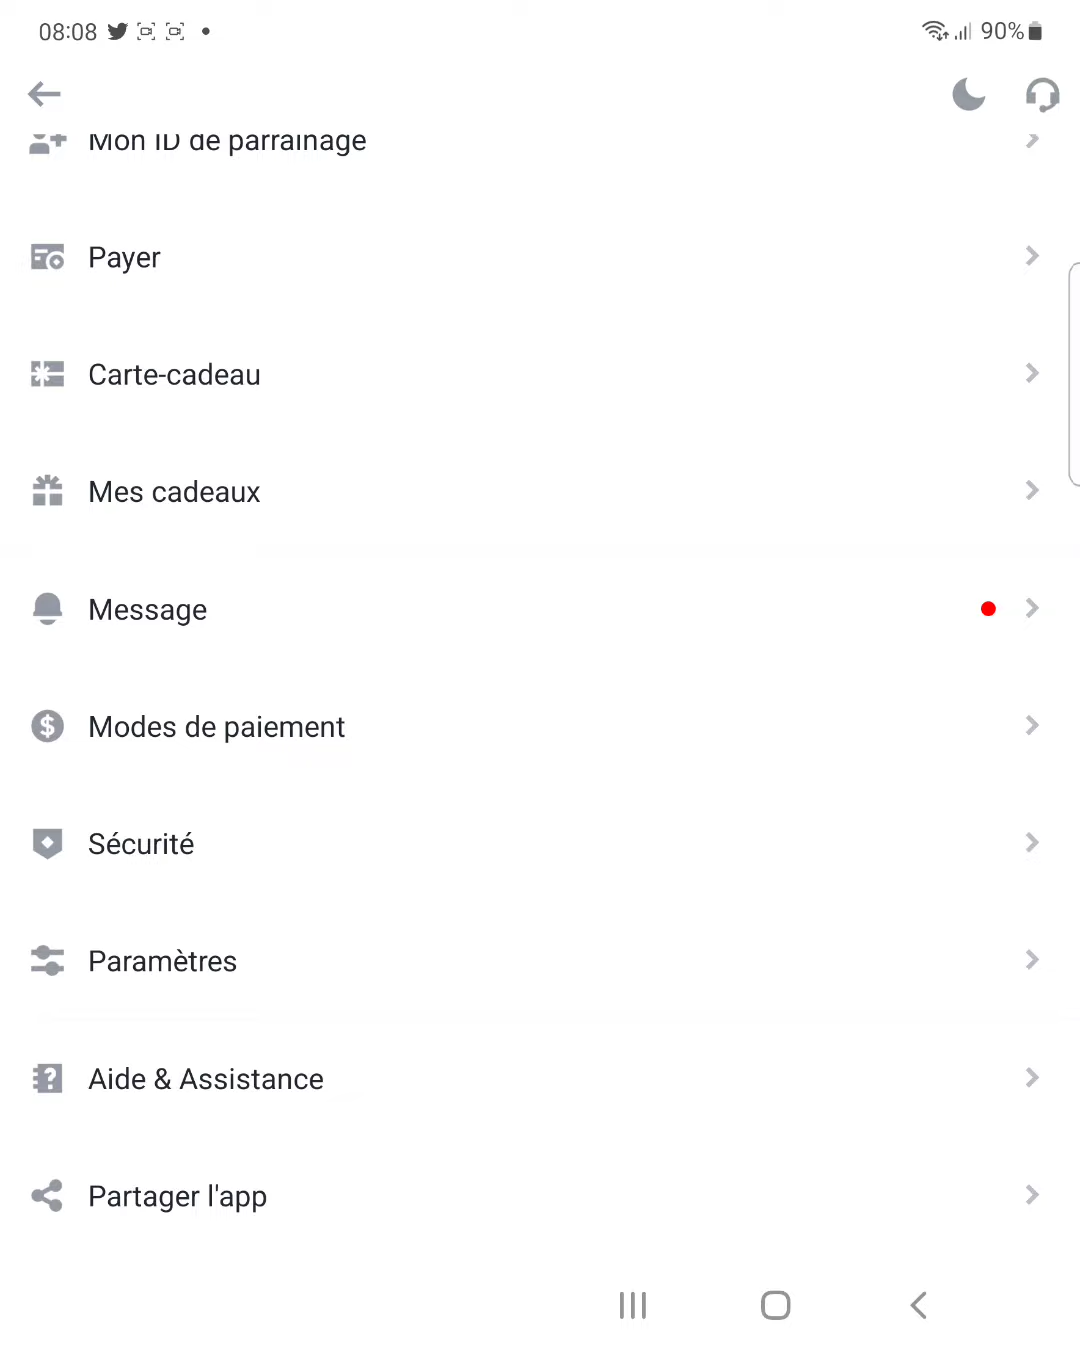 08:08
90%
Mon ID de parrainage
Payer
Carte-cadeau
Mes cadeaux
Message
Modes de paiement
Sécurité
Paramètres
Aide & Assistance
Partager l'app